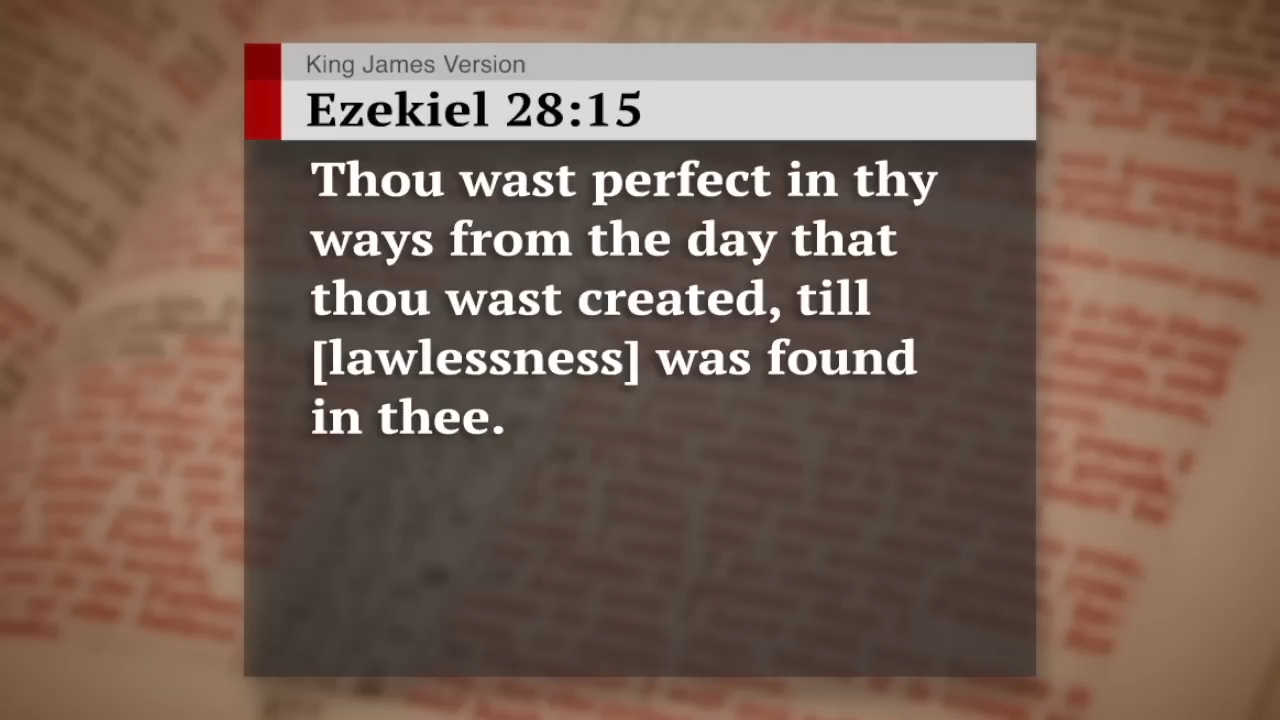 King James Version
Ezekiel 28:15
Thou wast perfect in thy
ways from the day that
thou wast created, till
[lawlessness] was found
in thee.